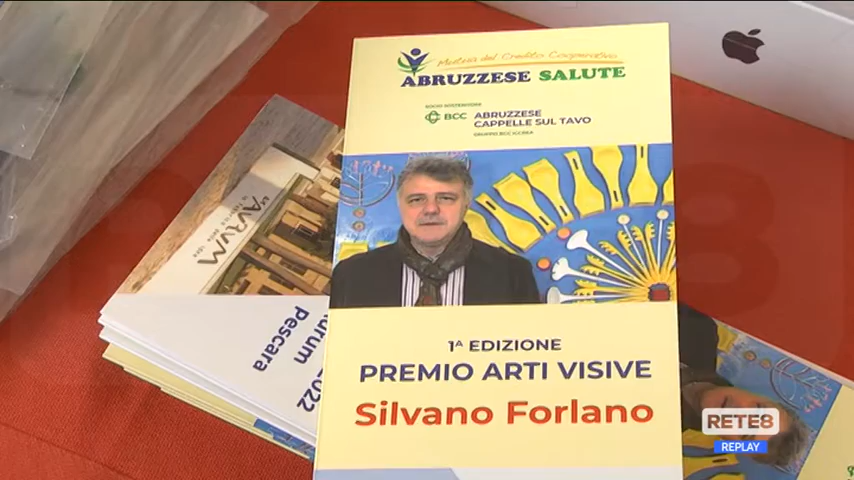 Mutua del Credito Cooperativo
ABRUZZESE SALUTE
SOCIO SOSTENITORE
BCC ABRUZZESE
CAPPELLE SUL TAVO
GRUPPO BCC ICCREA
1ª EDIZIONE
PREMIO ARTI VISIVE
Silvano Forlano
AURUM
2022
Pescara
RETE8
REPLAY